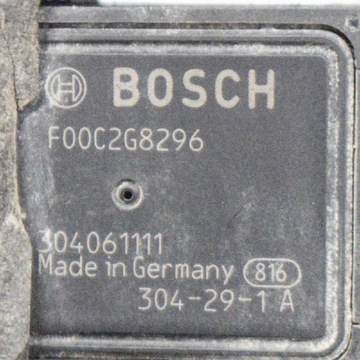 BOSCH
F00C2G8296
304061111
Made in Germany 816
304-29-1 A